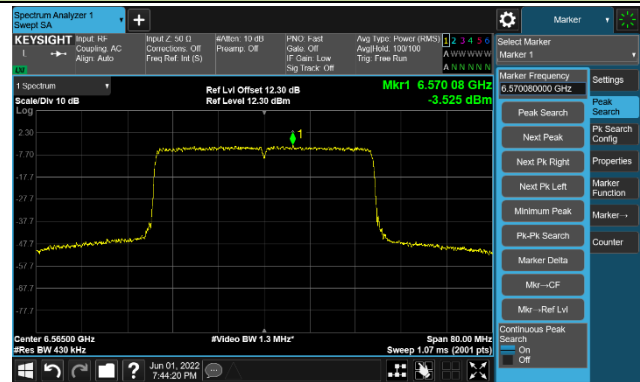 Spectrum Analyzer 1
Swept SA
Marker
KEYSIGHT
Input: RF
Coupling: AC
Align: Auto
Input Z: 50 Ω
Corrections: Off
Freq Ref: Int (S)
#Atten: 10 dB
Preamp: Off
PNO: Fast
Gate: Off
IF Gain: Low
Sig Track: Off
Avg Type: Power (RMS)
Avg|Hold: 100/100
Trig: Free Run
1 2 3 4 5 6
A W W W W W
A N N N N N
L
LM
Select Marker
Marker 1
1 Spectrum
Scale/Div 10 dB
Log
Ref Lvl Offset 12.30 dB
Ref Level 12.30 dBm
Mkr1 6.570 08 GHz
-3.525 dBm
1
2.30
-7.70
-17.7
-27.7
-37.7
-47.7
-57.7
-67.7
-77.7
Center 6.56500 GHz
#Res BW 430 kHz
#Video BW 1.3 MHz*
Span 80.00 MHz
Sweep 1.07 ms (2001 pts)
Marker Frequency
6.570080000 GHz
Peak Search
Next Peak
Next Pk Right
Next Pk Left
Minimum Peak
Pk-Pk Search
Marker Delta
Mkr→CF
Mkr→Ref Lvl
Continuous Peak
Search
On
Off
Settings
Peak
Search
Pk Search
Config
Properties
Marker
Function
Marker→
Counter
Jun 01, 2022
7:44:20 PM